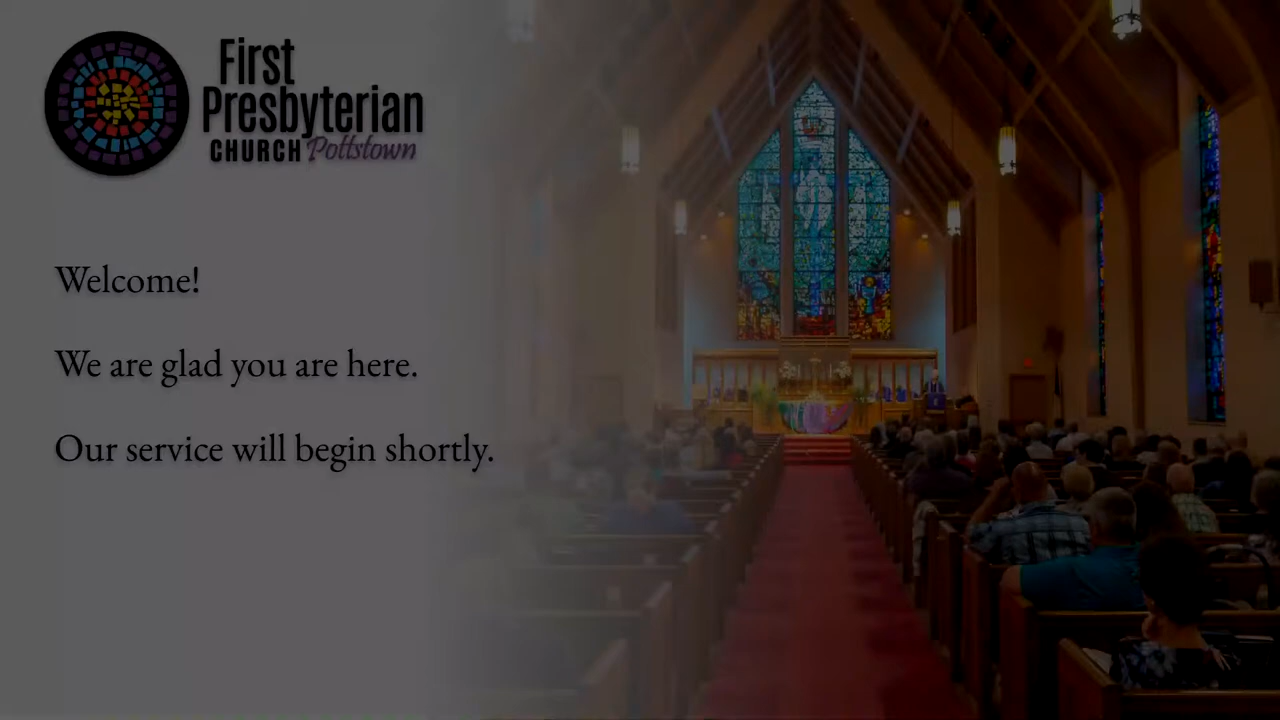 First
Presbyterian
CHURCH Pottstown
Welcome!
We are glad you are here.
Our service will begin shortly.